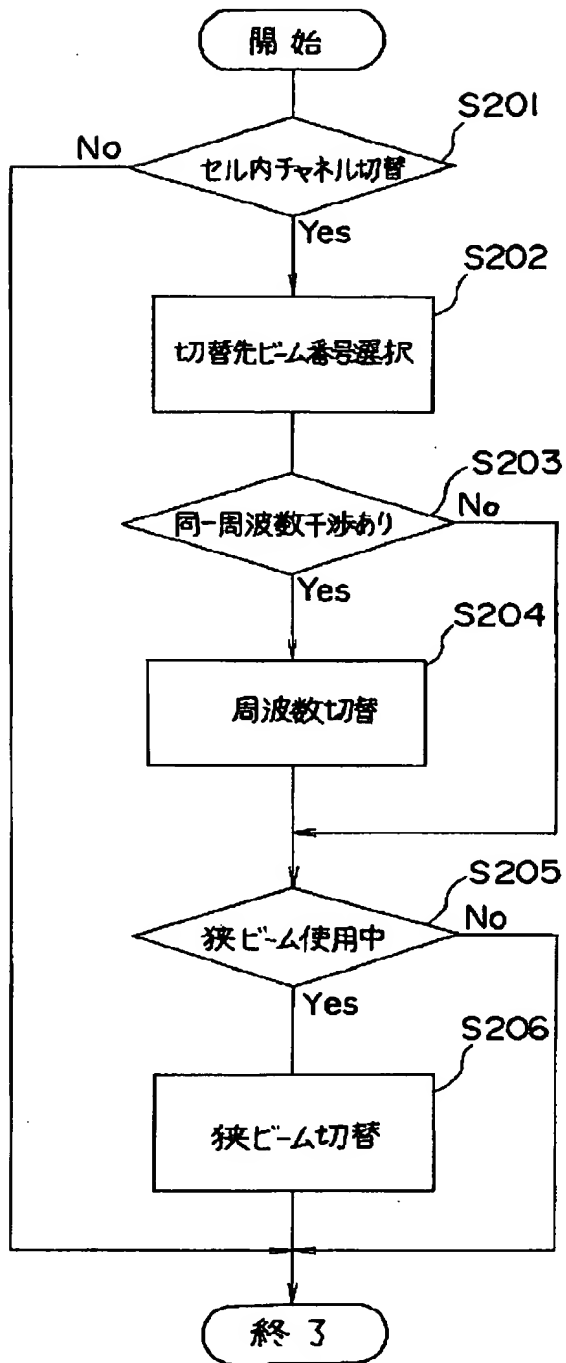 開始
S201
No
セル内チャネル切替
Yes
S202
切替先ビーム番号選択
S203
同一周波数干渉あり
No
Yes
S204
周波数切替
S205
狭ビーム使用中
No
Yes
S206
狭ビーム切替
終了